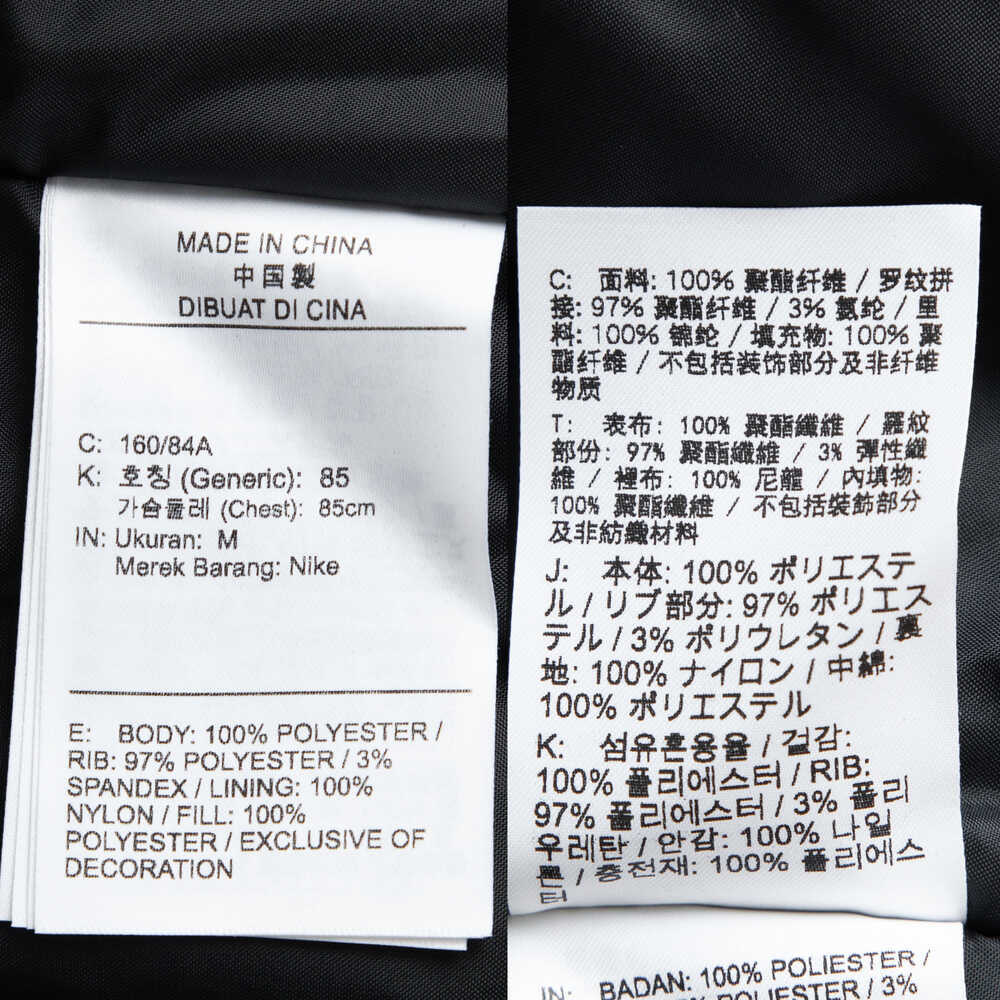 MADE IN CHINA
中国製
DIBUAT DI CINA
C: 160/84A
K: 호칭 (Generic): 85
가슴둘레 (Chest): 85cm
IN: Ukuran: M
Merek Barang: Nike
E: BODY: 100% POLYESTER /
RIB: 97% POLYESTER / 3%
SPANDEX / LINING: 100%
NYLON / FILL: 100%
POLYESTER / EXCLUSIVE OF
DECORATION
C: 面料: 100% 聚酯纤维 / 罗纹拼
接: 97% 聚酯纤维 / 3% 氨纶 / 里
料: 100% 锦纶 / 填充物: 100% 聚
酯纤维 / 不包括装饰部分及非纤维
物质
T: 表布: 100% 聚酯纖維 / 羅紋
部份: 97% 聚酯纖維 / 3% 彈性纖
維 / 裡布: 100% 尼龍 / 內填物:
100% 聚酯纖維 / 不包括裝飾部分
及非紡織材料
J: 本体: 100% ポリエステ
ル / リブ部分: 97% ポリエス
テル / 3% ポリウレタン / 裏
地: 100% ナイロン / 中綿:
100% ポリエステル
K: 섬유혼용율 / 겉감:
100% 폴리에스터 / RIB:
97% 폴리에스터 / 3% 폴리
우레탄 / 안감: 100% 나일
론 / 충전재: 100% 폴리에스
터
IN: BADAN: 100% POLIESTER /
POLIESTER / 3%